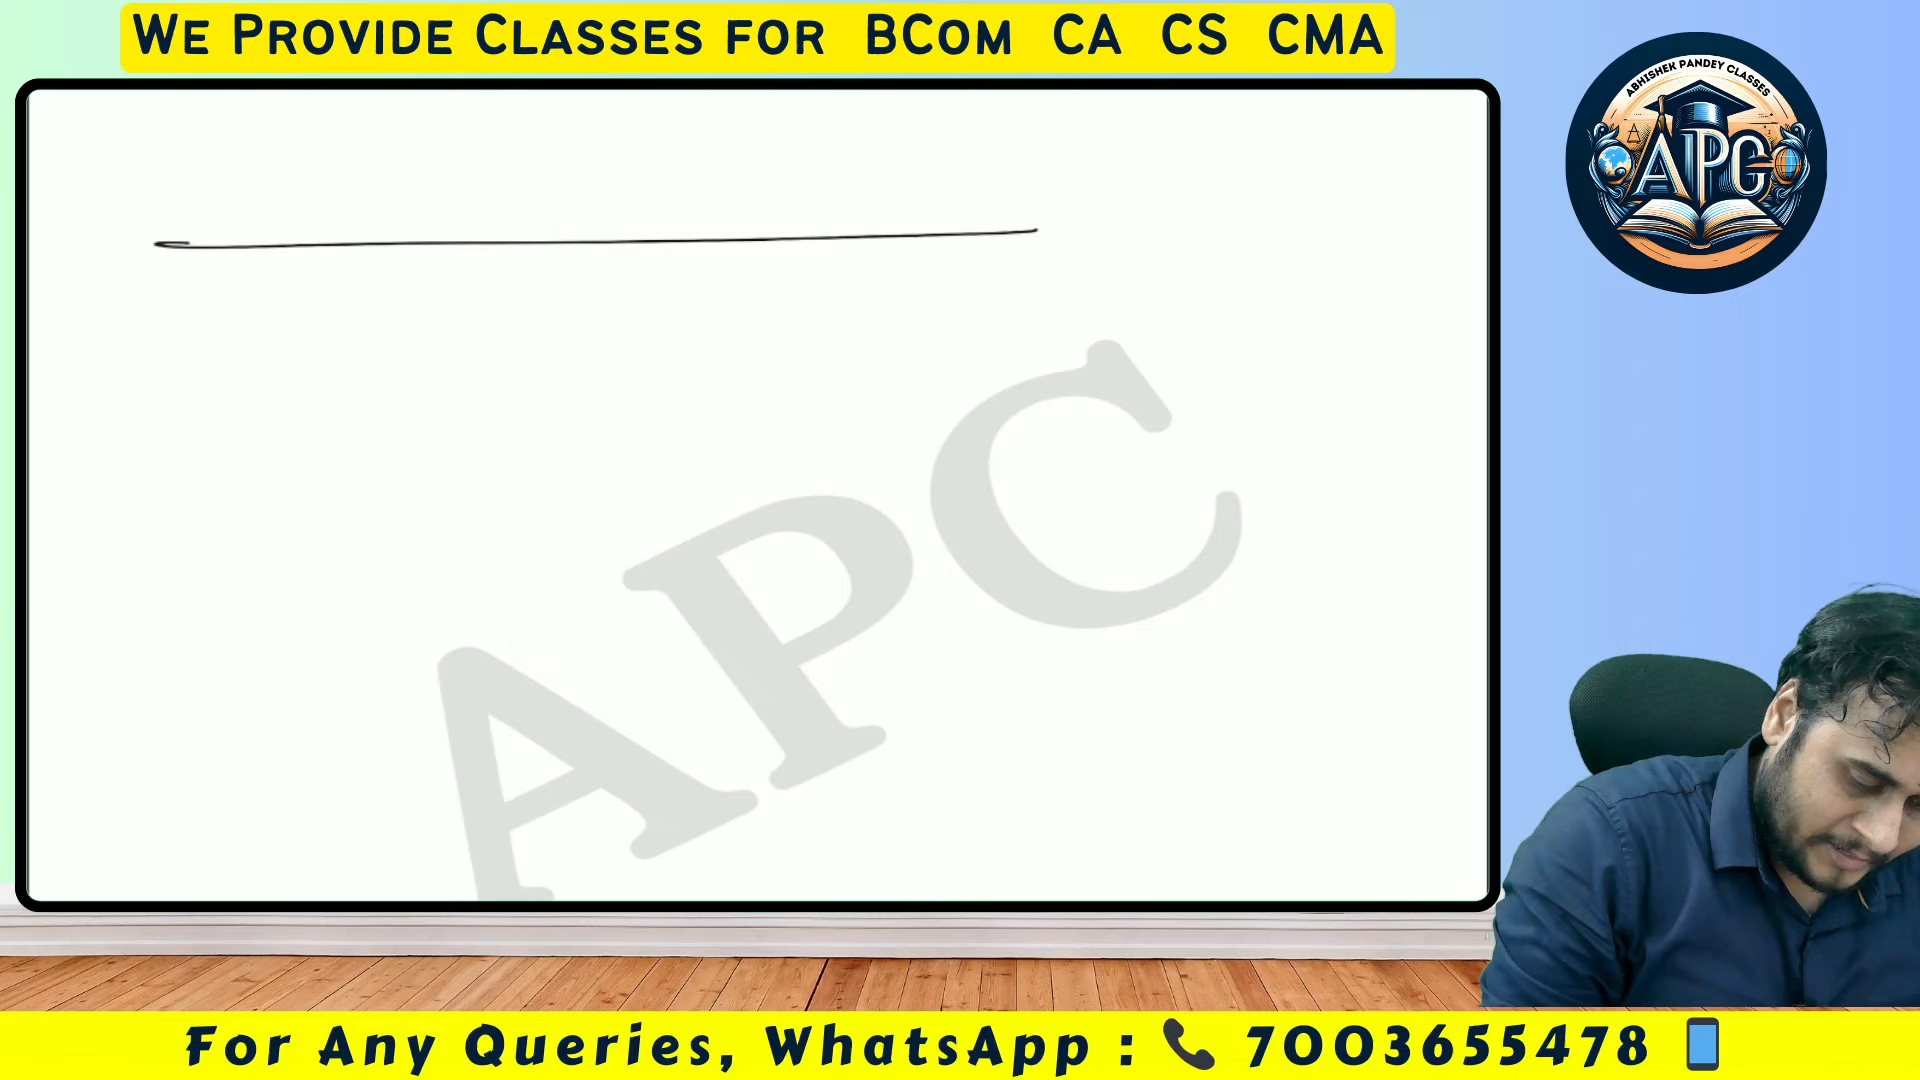 WE PROVIDE CLASSES FOR BCOM CA CS CMA
ABHISHEK PANDEY CLASSES
APC
APC
For Any Queries, WhatsApp : 📞 7003655478 📱